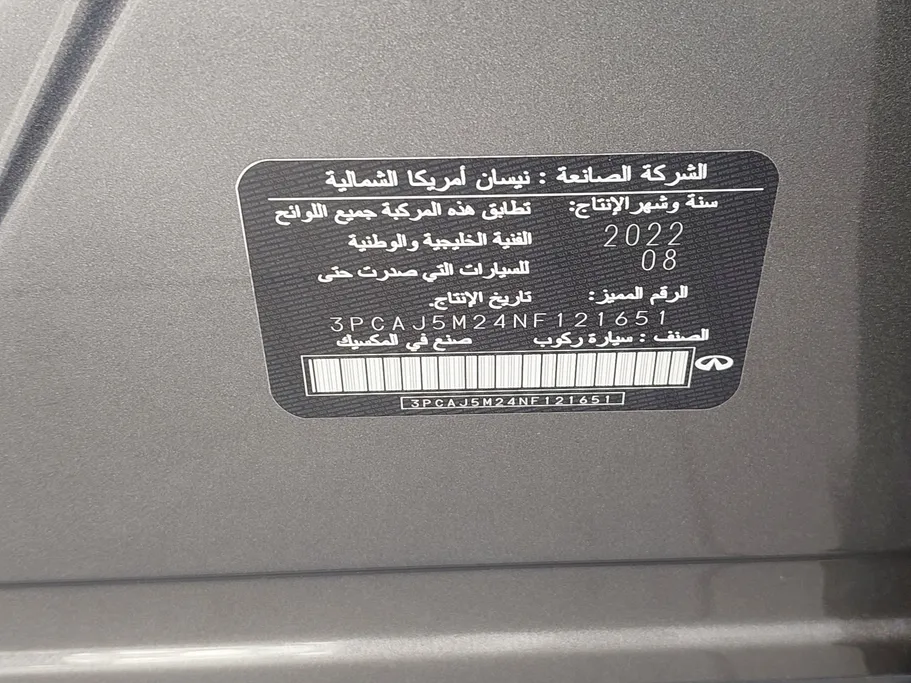 الشركة الصانعة : نيسان أمريكا الشمالية
سنة وشهر الإنتاج:
2022
08
تطابق هذه المركبة جميع اللوائح
الفنية الخليجية والوطنية
للسيارات التي صدرت حتى
تاريخ الإنتاج.
الرقم المميز:
3PCAJ5M24NF121651
الصنف : سيارة ركوب
صنع في المكسيك
3PCAJ5M24NF121651